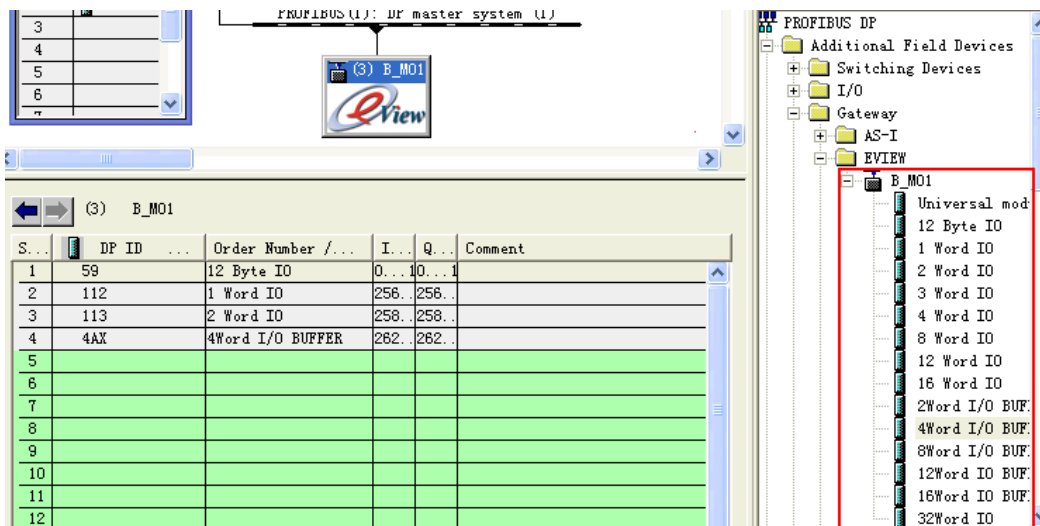 PROFIBUS(1): DP master system (1)
3
4
5
6
(3) B_MO1
eView
(3) B_MO1
S... DP ID ... Order Number /... I... Q... Comment
1 59 12 Byte IO 0...1 0...1
2 112 1 Word IO 256.. 256..
3 113 2 Word IO 258.. 258..
4 4AX 4Word I/O BUFFER 262.. 262..
5
6
7
8
9
10
11
12
PROFIBUS DP
Additional Field Devices
Switching Devices
I/O
Gateway
AS-I
EVIEW
B_MO1
Universal mod
12 Byte IO
1 Word IO
2 Word IO
3 Word IO
4 Word IO
8 Word IO
12 Word IO
16 Word IO
2Word I/O BUF
4Word I/O BUF
8Word I/O BUF
12Word IO BUF
16Word IO BUF
32Word IO